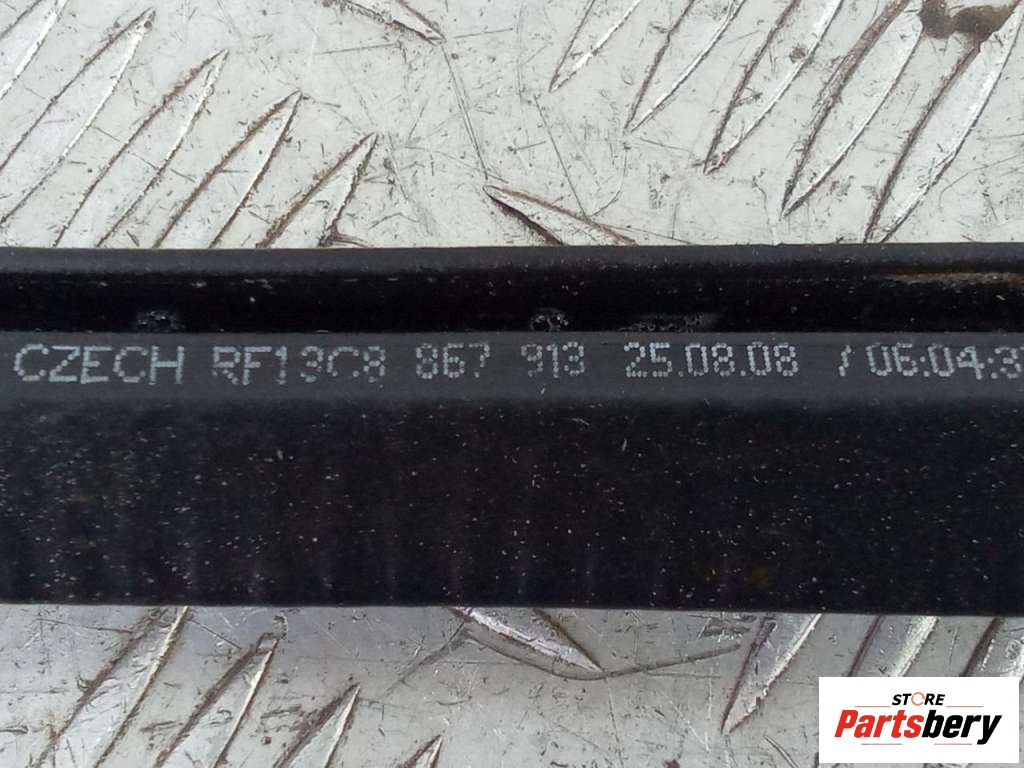 CZECH RF13C8 867 913 25.08.08 /06:04:3
STORE
Partsbery